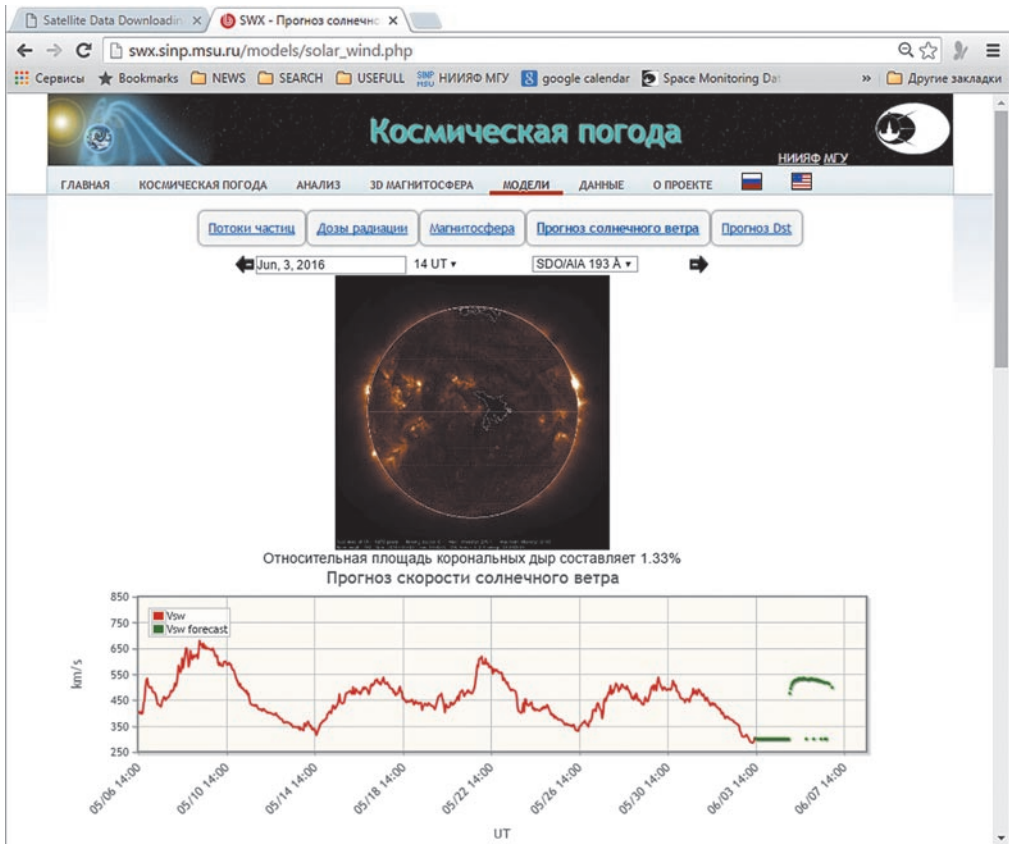 Satellite Data Downloadin
SWX - Прогноз солнечно
swx.sinp.msu.ru/models/solar_wind.php
Сервисы Bookmarks NEWS SEARCH USEFULL SINP MSU НИИЯФ МГУ 8 google calendar Space Monitoring Dat » Другие закладки
Космическая погода
НИИЯФ МГУ
ГЛАВНАЯ КОСМИЧЕСКАЯ ПОГОДА АНАЛИЗ 3D МАГНИТОСФЕРА МОДЕЛИ ДАННЫЕ О ПРОЕКТЕ
Потоки частиц Дозы радиации Магнитосфера Прогноз солнечного ветра Прогноз Dst
Jun, 3, 2016 14 UT SDO/AIA 193 Å
Относительная площадь корональных дыр составляет 1.33%
Прогноз скорости солнечного ветра
850
750
650
550
450
350
250
km/s
Vsw
Vsw forecast
05/06 14:00 05/10 14:00 05/14 14:00 05/18 14:00 05/22 14:00 05/26 14:00 05/30 14:00 06/03 14:00 06/07 14:00
UT